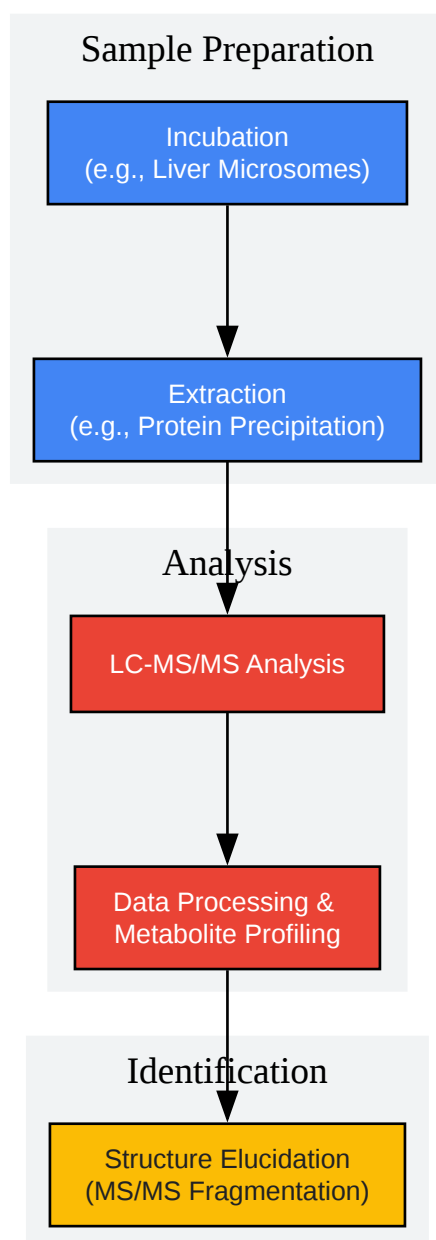 Sample Preparation
Incubation
(e.g., Liver Microsomes)
Extraction
(e.g., Protein Precipitation)
Analysis
LC-MS/MS Analysis
Data Processing &
Metabolite Profiling
Identification
Structure Elucidation
(MS/MS Fragmentation)